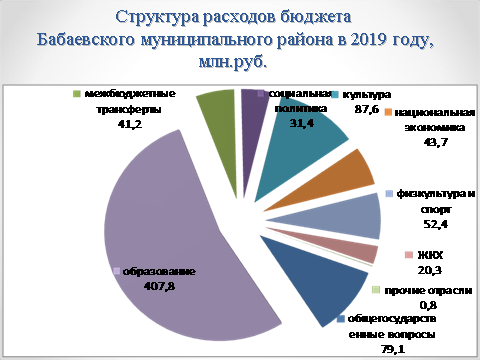 Структура расходов бюджета
Бабаевского муниципального района в 2019 году,
млн.руб.
межбюджетные
трансферты
41,2
социальная
политика
31,4
культура
87,6
национальная
экономика
43,7
физкультура и
спорт
52,4
ЖКХ
20,3
прочие отрасли
0,8
общегосударств
енные вопросы
79,1
образование
407,8